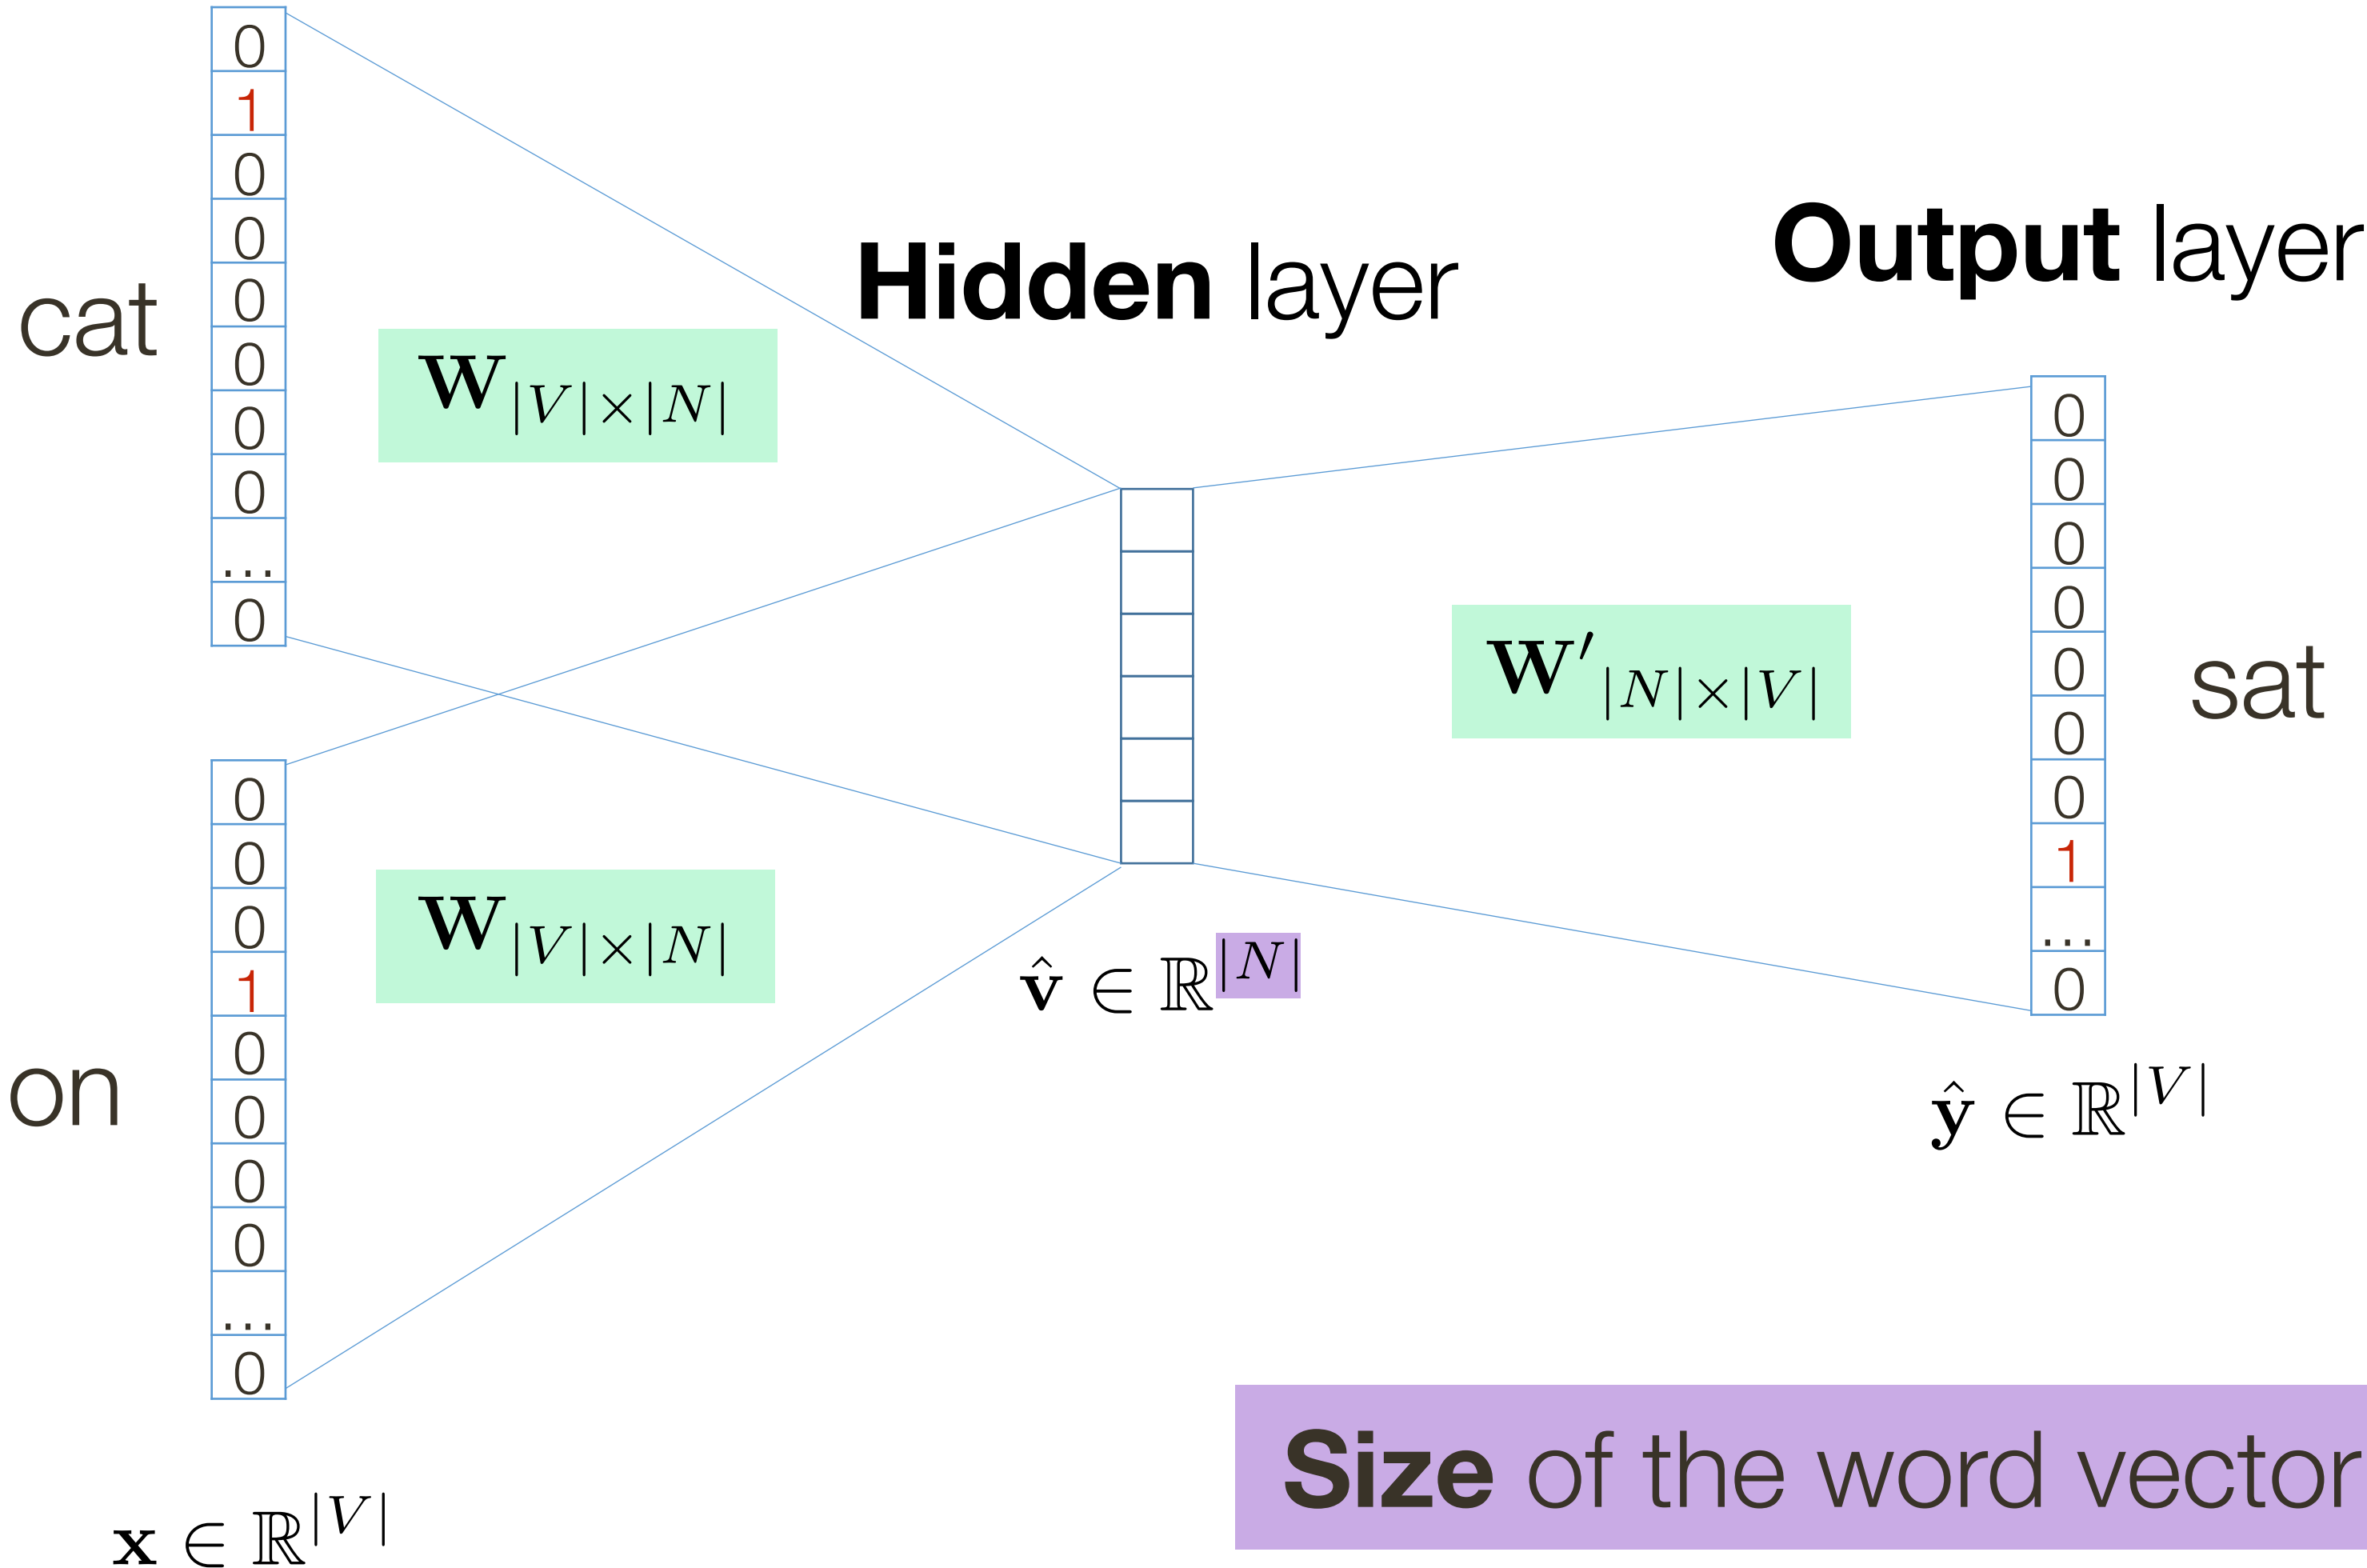 cat
0
1
0
0
0
0
0
0
...
0
W|V|×|N|
on
0
0
0
1
0
0
0
0
...
0
W|V|×|N|
x ∈ ℝ|V|
Hidden layer
v̂ ∈ ℝ|N|
W′|N|×|V|
Output layer
0
0
0
0
0
0
0
1
...
0
sat
ŷ ∈ ℝ|V|
Size of the word vector